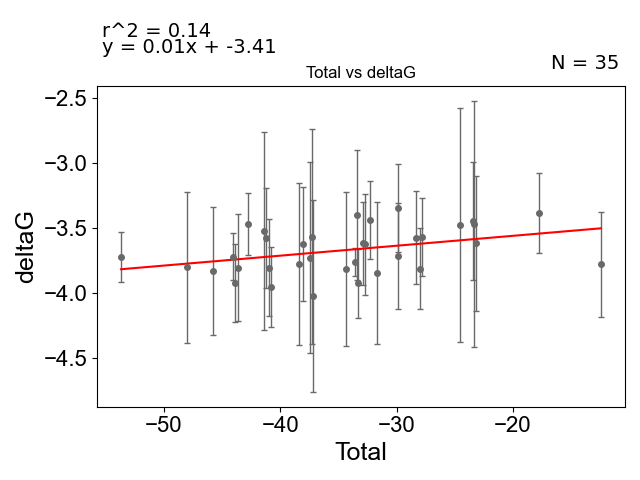 r^2 = 0.14
y = 0.01x + -3.41
N = 35
Total vs deltaG
−2.5
−3.0
−3.5
−4.0
−4.5
deltaG
−50
−40
−30
−20
Total